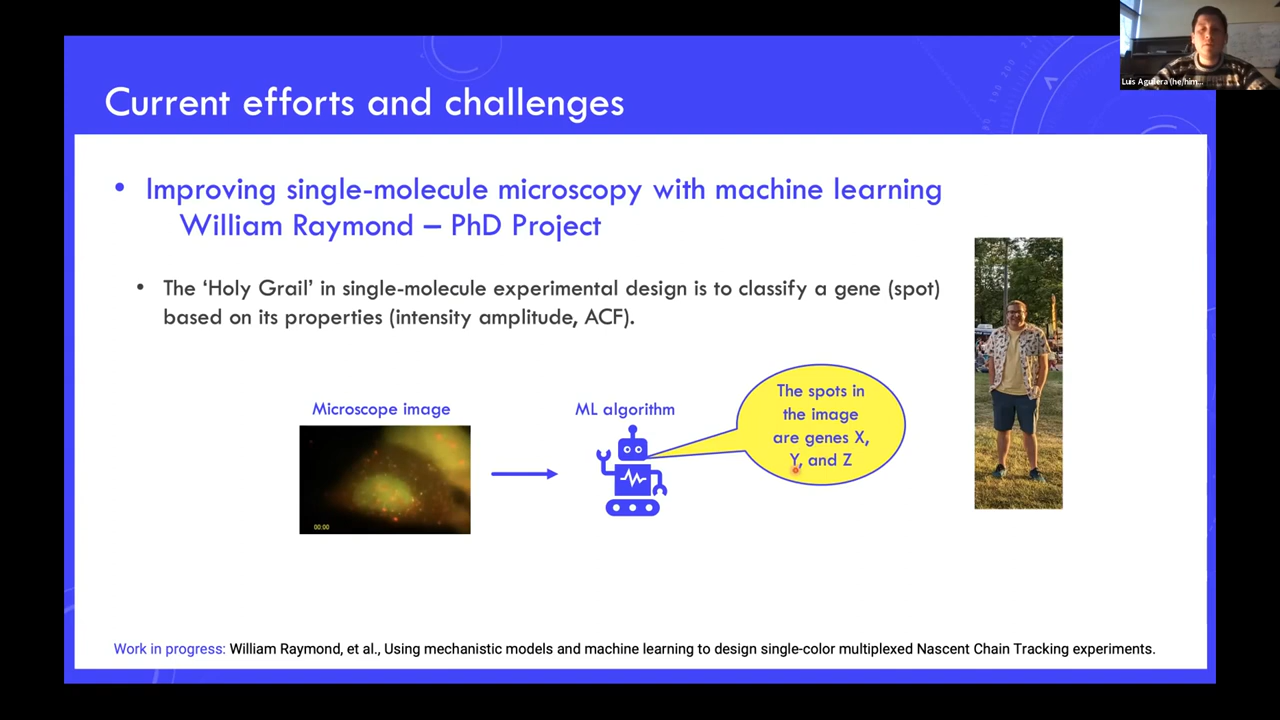 Luis Aguilera (he/him...
Current efforts and challenges
• Improving single-molecule microscopy with machine learning
William Raymond – PhD Project
• The ‘Holy Grail’ in single-molecule experimental design is to classify a gene (spot)
based on its properties (intensity amplitude, ACF).
Microscope image
ML algorithm
The spots in
the image
are genes X,
Y, and Z
00:00
Work in progress: William Raymond, et al., Using mechanistic models and machine learning to design single-color multiplexed Nascent Chain Tracking experiments.